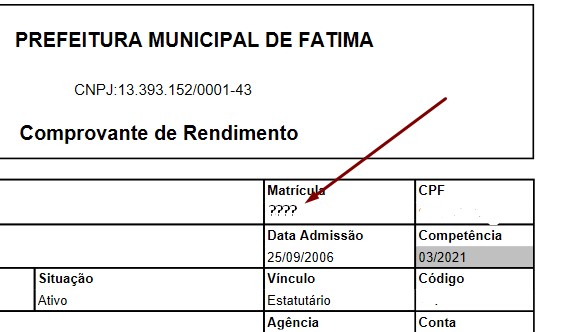 PREFEITURA MUNICIPAL DE FATIMA
CNPJ:13.393.152/0001-43
Comprovante de Rendimento
Matrícula CPF
????
Data Admissão Competência
25/09/2006 03/2021
Situação Vínculo Código
Ativo Estatutário .
Agência Conta